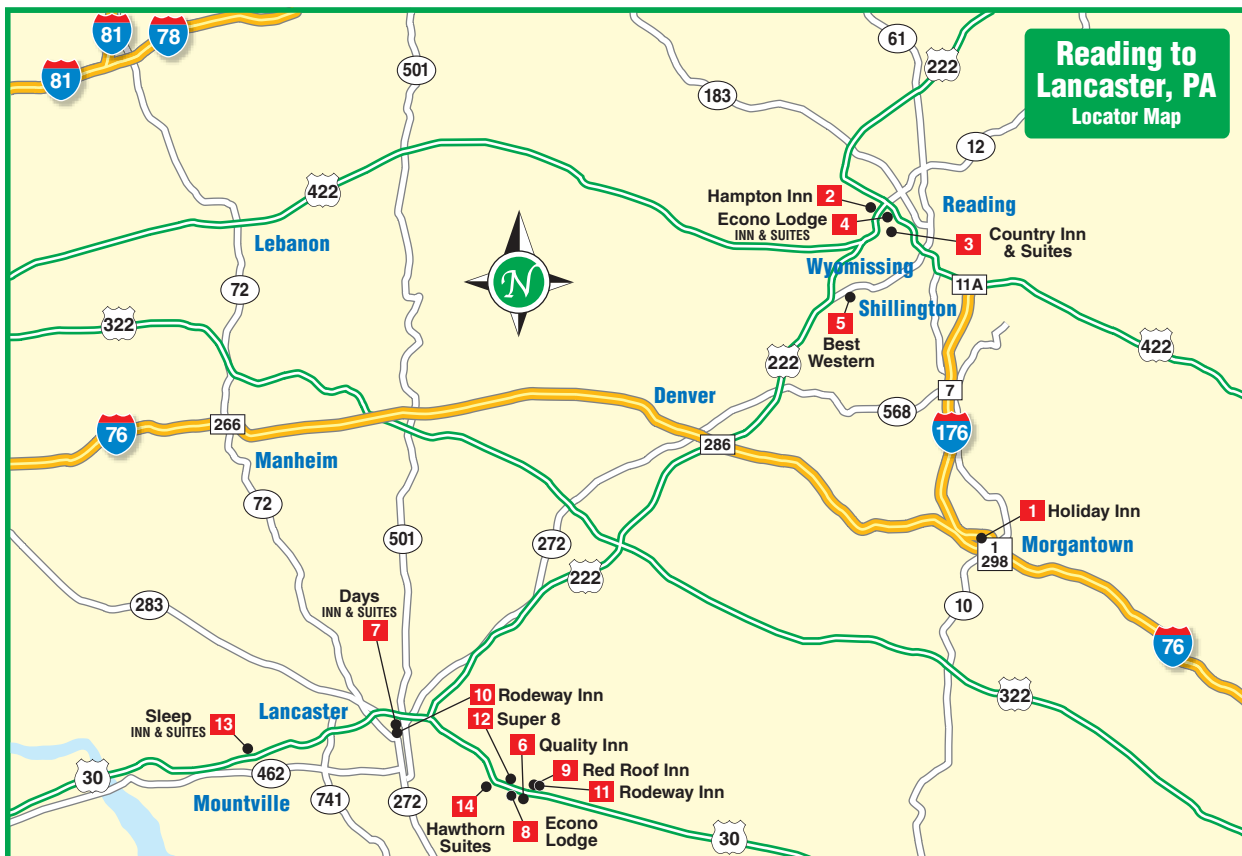 81
78
81
61
222
Reading to
Lancaster, PA
Locator Map
501
183
12
422
Hampton Inn 2
Econo Lodge 4
INN & SUITES
Reading
3 Country Inn
& Suites
Lebanon
N
Wyomissing
72
11A
Shillington
322
5
Best
Western
222
422
Denver
7
568
266
76
286
176
Manheim
72
1 Holiday Inn
501
272
1
298
Morgantown
222
283
Days
INN & SUITES
7
10
76
322
10 Rodeway Inn
Lancaster
12 Super 8
Sleep
INN & SUITES
13
6 Quality Inn
9 Red Roof Inn
11 Rodeway Inn
30
462
Mountville
741
272
14
Hawthorn
Suites
8
Econo
Lodge
30